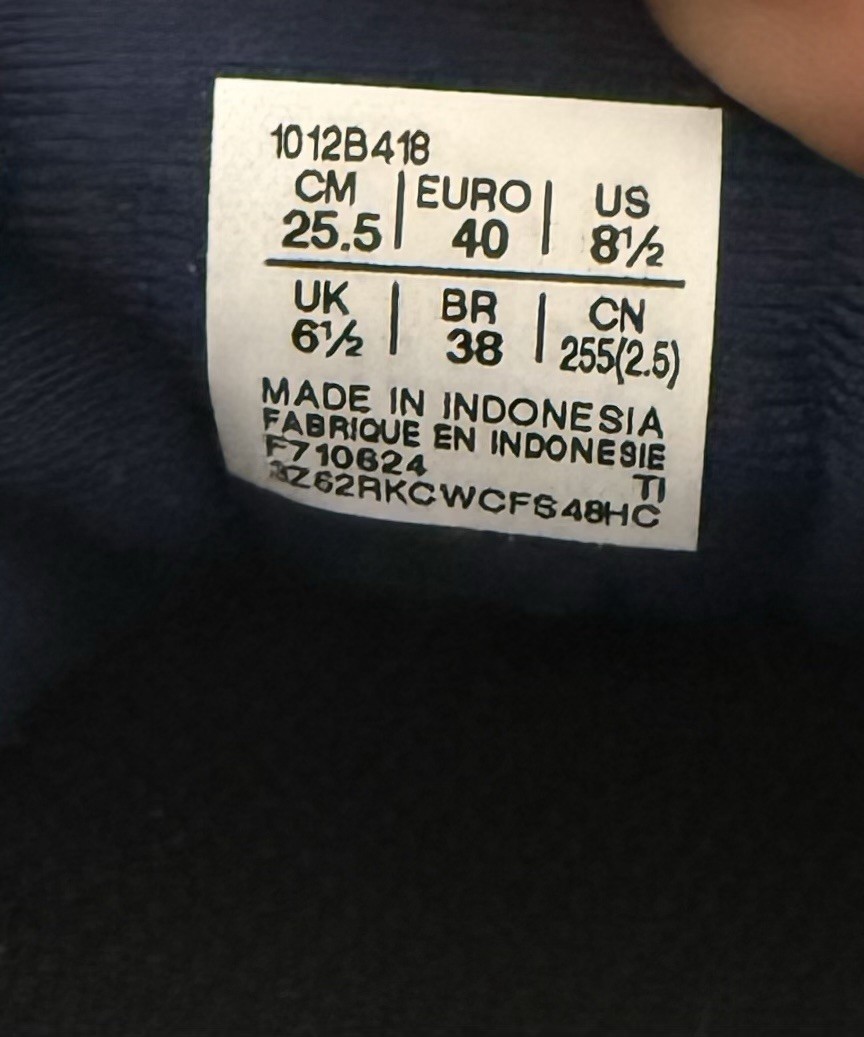 1012B418
CM | EURO | US
25.5 | 40 | 8½
UK | BR | CN
6½ | 38 | 255(2.5)
MADE IN INDONESIA
FABRIQUE EN INDONESIE
F710624 TI